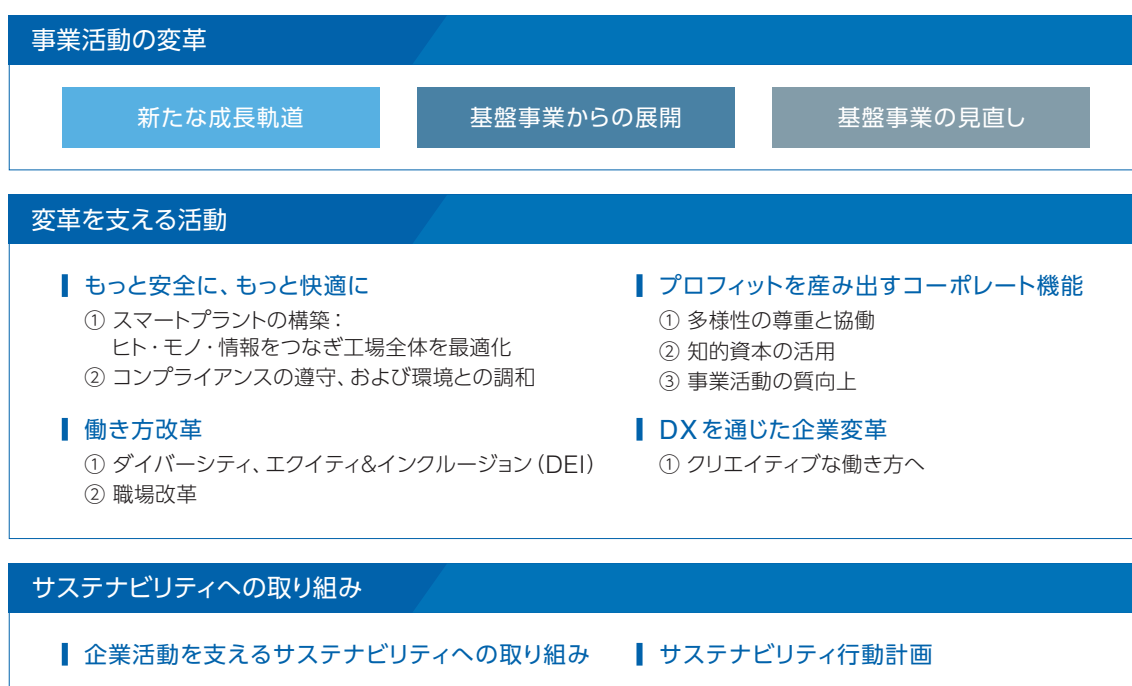 事業活動の変革
新たな成長軌道
基盤事業からの展開
基盤事業の見直し
変革を支える活動
もっと安全に、もっと快適に
① スマートプラントの構築：
ヒト・モノ・情報をつなぎ工場全体を最適化
② コンプライアンスの遵守、および環境との調和
働き方改革
① ダイバーシティ、エクイティ&インクルージョン（DEI）
② 職場改革
プロフィットを産み出すコーポレート機能
① 多様性の尊重と協働
② 知的資本の活用
③ 事業活動の質向上
DXを通じた企業変革
① クリエイティブな働き方へ
サステナビリティへの取り組み
企業活動を支えるサステナビリティへの取り組み
サステナビリティ行動計画